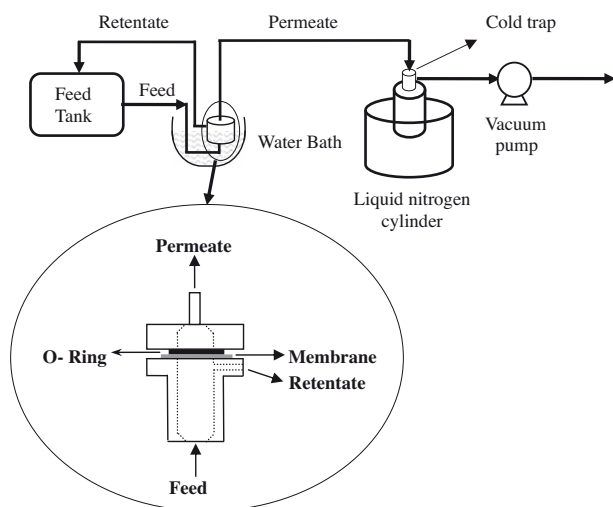 Retentate
Permeate
Cold trap
Feed
Tank
Feed
Water Bath
Vacuum
pump
Liquid nitrogen
cylinder
Permeate
O- Ring
Membrane
Retentate
Feed